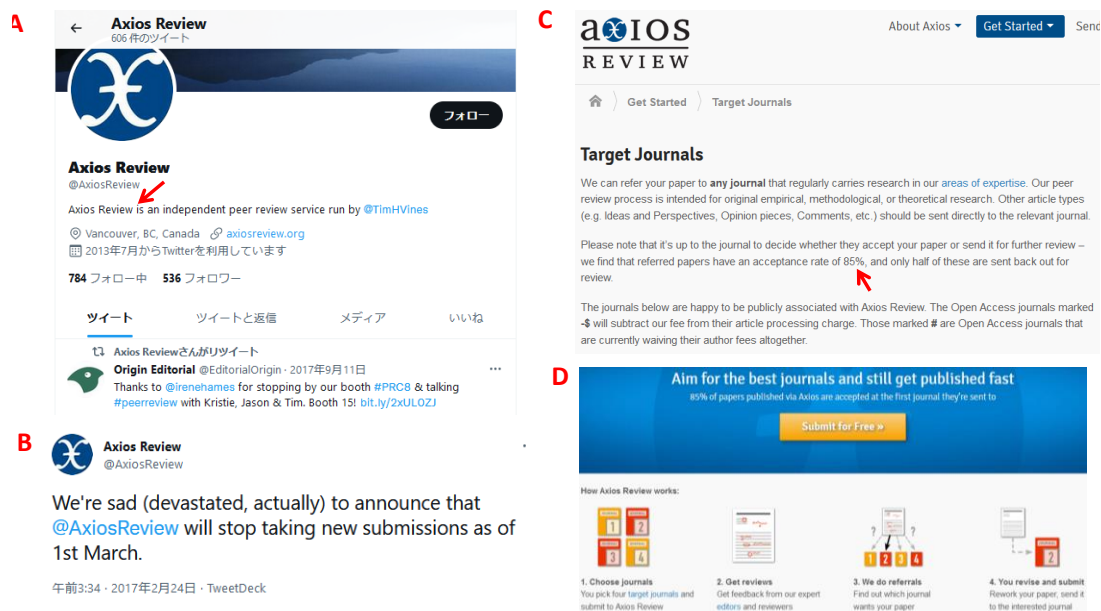 A
Axios Review
606 件のツイート
フォロー
Axios Review
@AxiosReview
Axios Review is an independent peer review service run by @TimHVines
Vancouver, BC, Canada axiosreview.org
2013年7月からTwitterを利用しています
784 フォロー中 536 フォロワー
ツイート ツイートと返信 メディア いいね
Axios Reviewさんがリツイート
Origin Editorial @EditorialOrigin · 2017年9月11日 ···
Thanks to @irenehames for stopping by our booth #PRC8 & talking
#peerreview with Kristie, Jason & Tim. Booth 15! bit.ly/2xULOZJ
B
Axios Review
@AxiosReview
We're sad (devastated, actually) to announce that
@AxiosReview will stop taking new submissions as of
1st March.
午前3:34 · 2017年2月24日 · TweetDeck
C
axios
REVIEW
About Axios Get Started Send
Get Started Target Journals
Target Journals
We can refer your paper to any journal that regularly carries research in our areas of expertise. Our peer
review process is intended for original empirical, methodological, or theoretical research. Other article types
(e.g. Ideas and Perspectives, Opinion pieces, Comments, etc.) should be sent directly to the relevant journal.
Please note that it's up to the journal to decide whether they accept your paper or send it for further review –
we find that referred papers have an acceptance rate of 85%, and only half of these are sent back out for
review.
The journals below are happy to be publicly associated with Axios Review. The Open Access journals marked
-$ will subtract our fee from their article processing charge. Those marked # are Open Access journals that
are currently waiving their author fees altogether.
D
Aim for the best journals and still get published fast
85% of papers published via Axios are accepted at the first journal they're sent to
Submit for Free »
How Axios Review works:
1 2
3 4
? ?
1 2 3 4
2
1. Choose journals
You pick four target journals and
submit to Axios Review
2. Get reviews
Get feedback from our expert
editors and reviewers
3. We do referrals
Find out which journal
wants your paper
4. You revise and submit
Rework your paper, send it
to the interested journal